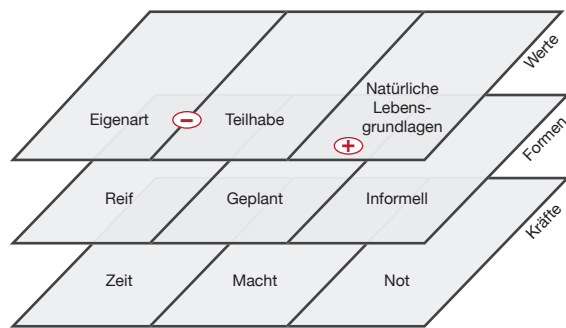 Werte
Natürliche
Lebens-
grundlagen
Eigenart
−
Teilhabe
+
Formen
Reif
Geplant
Informell
Kräfte
Zeit
Macht
Not